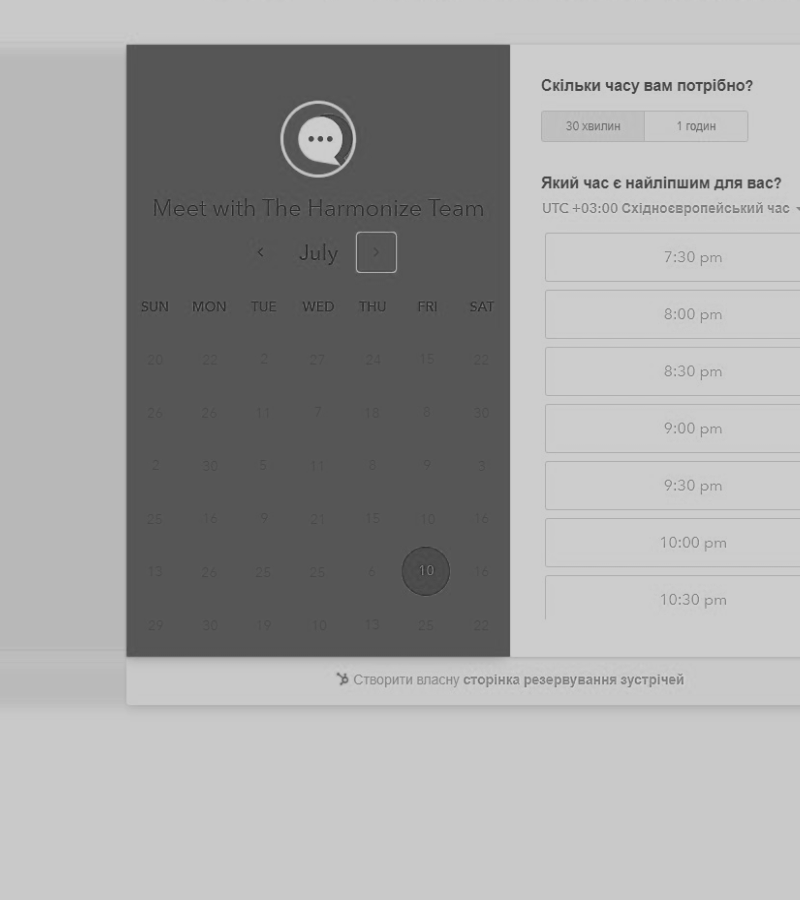 Meet with The Harmonize Team
July
SUN MON TUE WED THU FRI SAT
20 22 2 27 24 15 22
26 26 11 7 18 8 30
2 30 5 11 8 9 3
25 16 9 21 15 10 16
13 26 25 25 6 10 16
29 30 19 10 13 25 22
Скільки часу вам потрібно?
30 хвилин 1 годин
Який час є найліпшим для вас?
UTC +03:00 Східноєвропейський час
7:30 pm
8:00 pm
8:30 pm
9:00 pm
9:30 pm
10:00 pm
10:30 pm
Створити власну сторінка резервування зустрічей